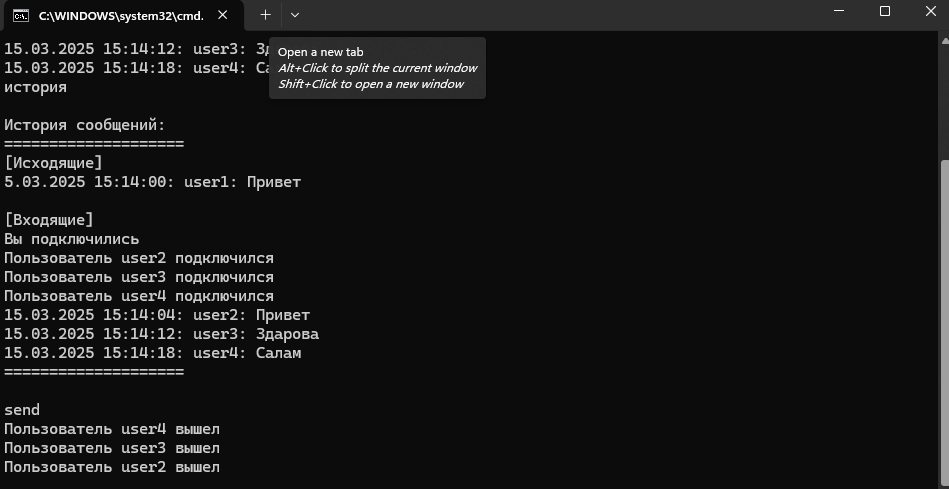 C:\WINDOWS\system32\cmd.
15.03.2025 15:14:12: user3:
Open a new tab
15.03.2025 15:14:18: user4:
Alt+Click to split the current window
история
Shift+Click to open a new window
История сообщений:
====================
[Исходящие]
5.03.2025 15:14:00: user1: Привет
[Входящие]
Вы подключились
Пользователь user2 подключился
Пользователь user3 подключился
Пользователь user4 подключился
15.03.2025 15:14:04: user2: Привет
15.03.2025 15:14:12: user3: Здарова
15.03.2025 15:14:18: user4: Салам
====================
send
Пользователь user4 вышел
Пользователь user3 вышел
Пользователь user2 вышел